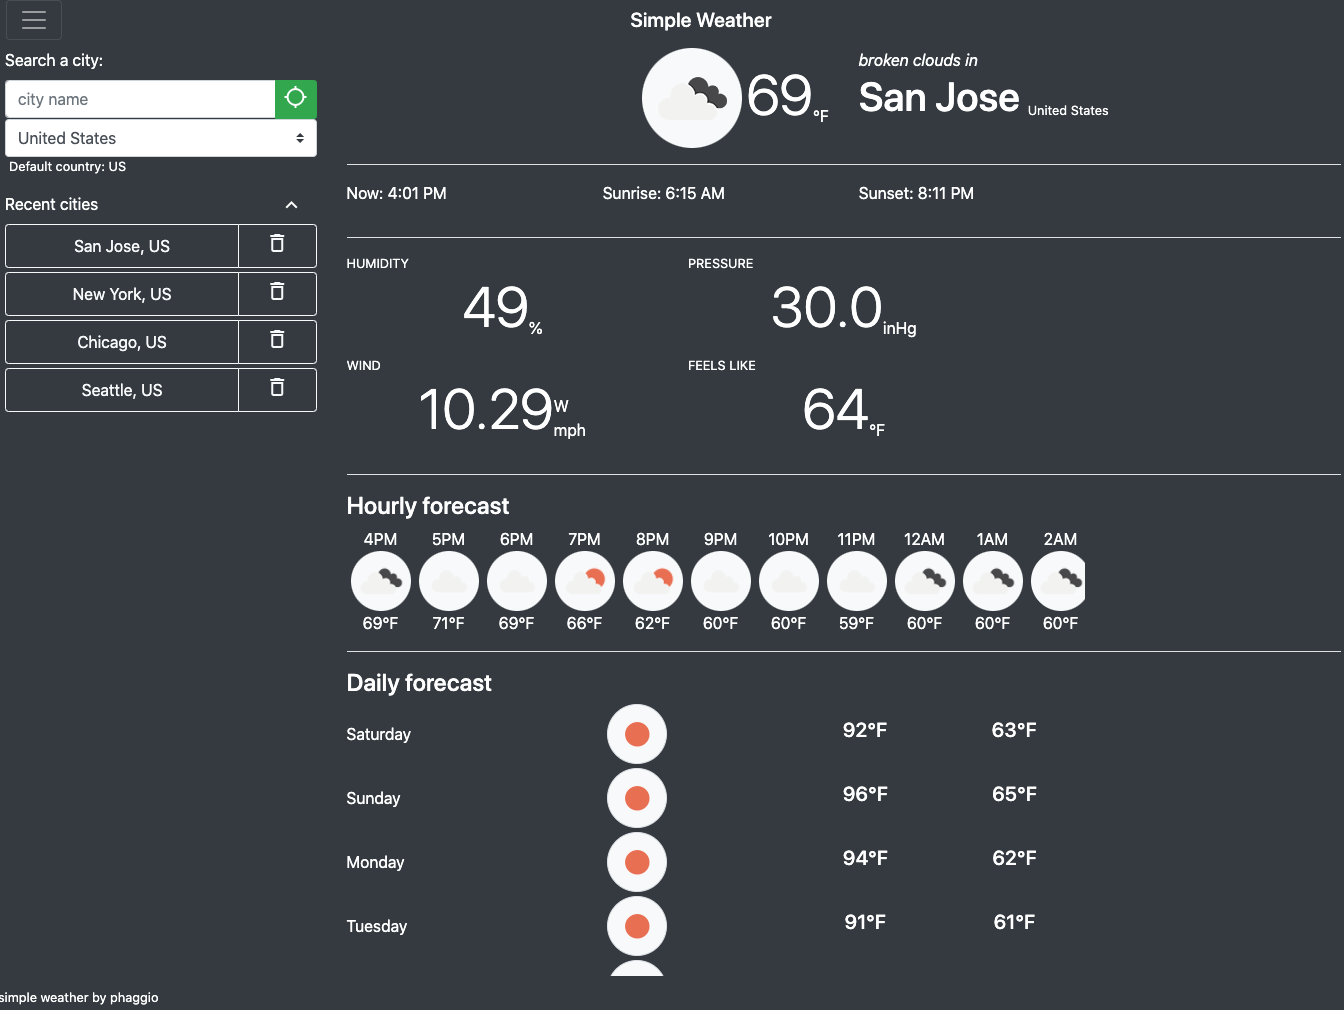 Simple Weather
Search a city:
city name
United States
Default country: US
Recent cities
San Jose, US
New York, US
Chicago, US
Seattle, US
69 °F
broken clouds in
San Jose United States
Now: 4:01 PM Sunrise: 6:15 AM Sunset: 8:11 PM
HUMIDITY PRESSURE
49 % 30.0 inHg
WIND FEELS LIKE
10.29 W mph 64 °F
Hourly forecast
4PM 5PM 6PM 7PM 8PM 9PM 10PM 11PM 12AM 1AM 2AM
69°F 71°F 69°F 66°F 62°F 60°F 60°F 59°F 60°F 60°F 60°F
Daily forecast
Saturday 92°F 63°F
Sunday 96°F 65°F
Monday 94°F 62°F
Tuesday 91°F 61°F
simple weather by phaggio